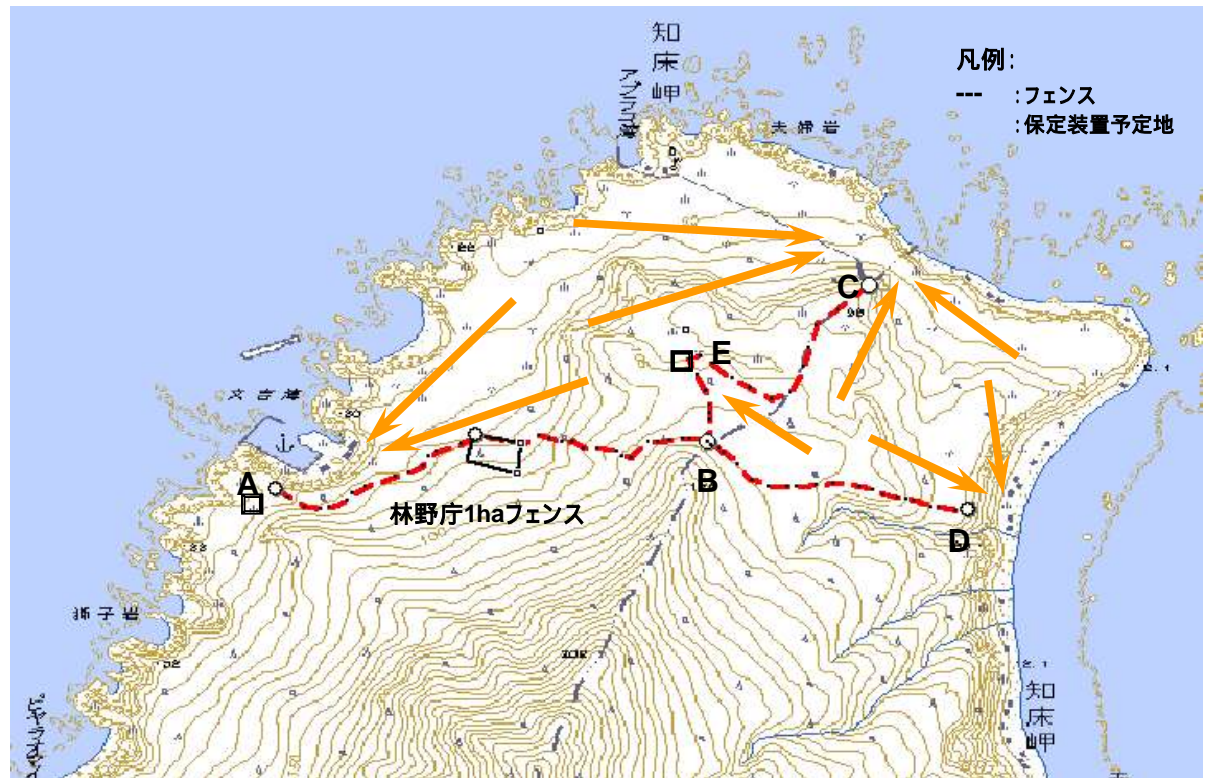 知床岬
アブラコ湾
凡例:
--- :フェンス
:保定装置予定地
夫婦岩
C
E
文吉湾
A
B
林野庁1haフェンス
D
獅子岩
知床岬